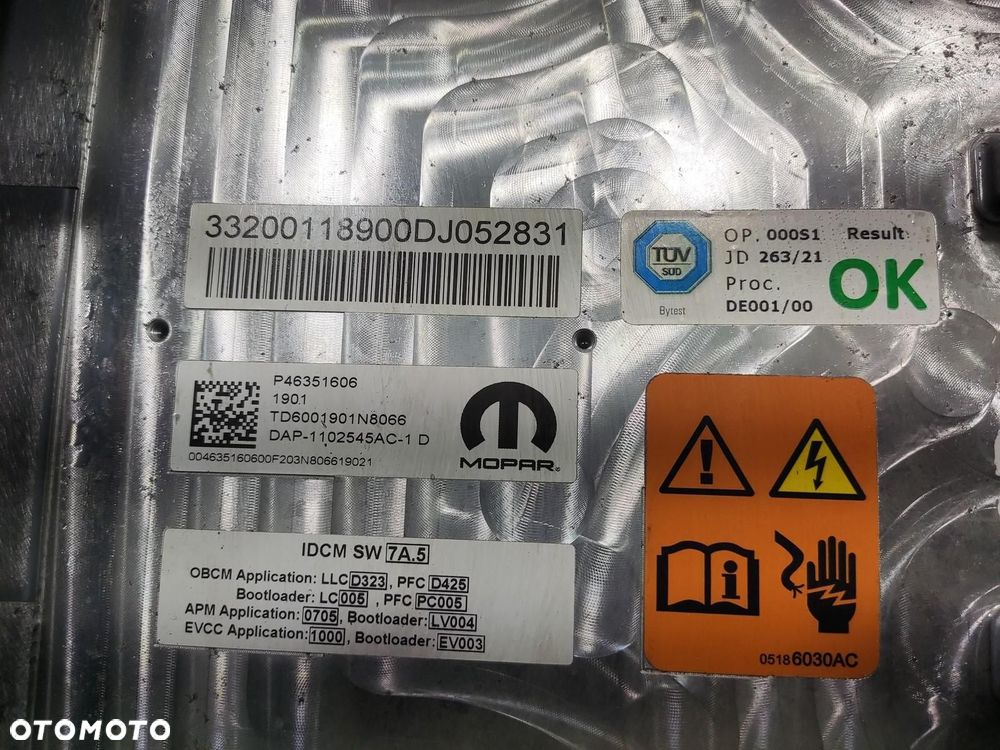 33200118900DJ052831
TÜV
SÜD
Bytest
OP. 000S1 Result
JD 263/21
Proc.
DE001/00
OK
P46351606
1901
TD6001901N8066
DAP-1102545AC-1 D
004635160600F203N806619021
MOPAR®
IDCM SW 7A.5
OBCM Application: LLC D323, PFC D425
Bootloader: LC 005 , PFC PC005
APM Application: 0705, Bootloader: LV004
EVCC Application: 1000, Bootloader: EV003
05186030AC
OTOMOTO